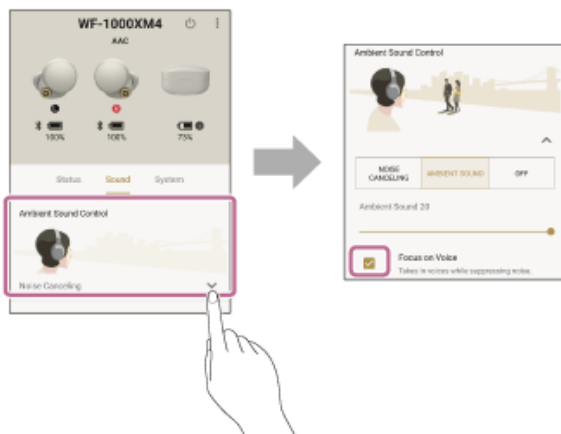 WF-1000XM4
AAC
L
R
100%
100%
73%
Status Sound System
Ambient Sound Control
Noise Canceling
Ambient Sound Control
NOISE CANCELING
AMBIENT SOUND
OFF
Ambient Sound 20
Focus on Voice
Takes in voices while suppressing noise.